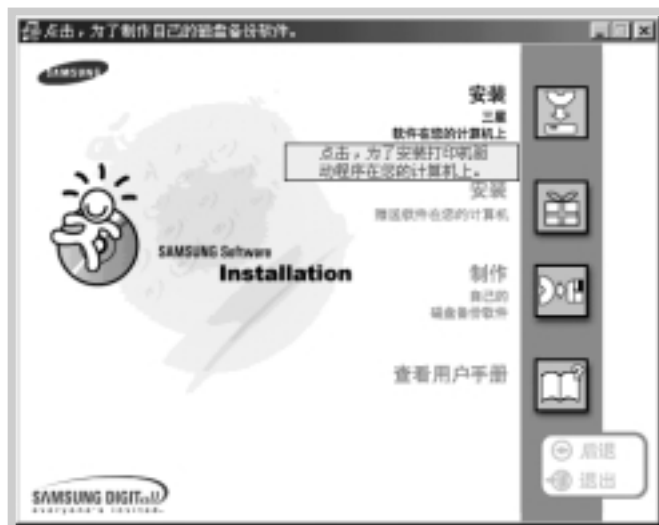 点击,为了制作自己的磁盘备份软件。
SAMSUNG
安装
三星
软件在您的计算机上
点击,为了安装打印机驱
动程序在您的计算机上。
安装
赠送软件在您的计算机
SAMSUNG Software
Installation
制作
自己的
磁盘备份软件
查看用户手册
后退
退出
SAMSUNG DIGITall
everyone's invited.